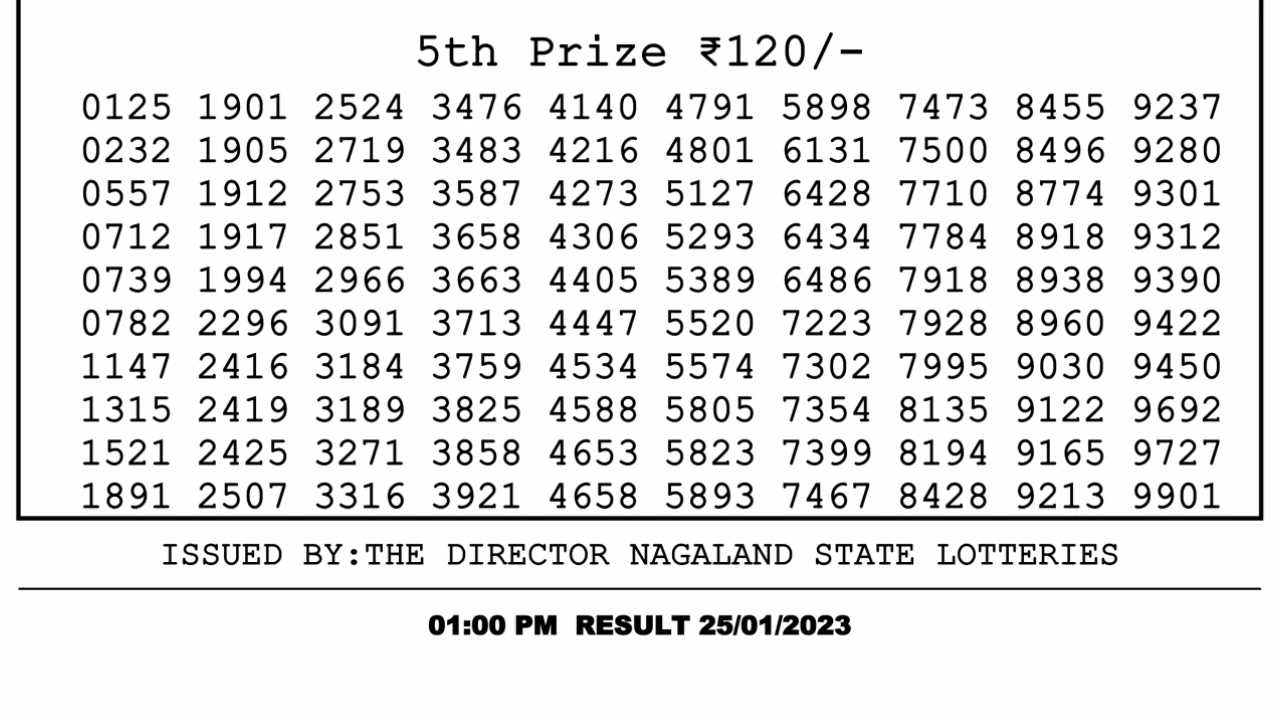 5th Prize ₹120/-
0125 1901 2524 3476 4140 4791 5898 7473 8455 9237
0232 1905 2719 3483 4216 4801 6131 7500 8496 9280
0557 1912 2753 3587 4273 5127 6428 7710 8774 9301
0712 1917 2851 3658 4306 5293 6434 7784 8918 9312
0739 1994 2966 3663 4405 5389 6486 7918 8938 9390
0782 2296 3091 3713 4447 5520 7223 7928 8960 9422
1147 2416 3184 3759 4534 5574 7302 7995 9030 9450
1315 2419 3189 3825 4588 5805 7354 8135 9122 9692
1521 2425 3271 3858 4653 5823 7399 8194 9165 9727
1891 2507 3316 3921 4658 5893 7467 8428 9213 9901
ISSUED BY:THE DIRECTOR NAGALAND STATE LOTTERIES
01:00 PM RESULT 25/01/2023